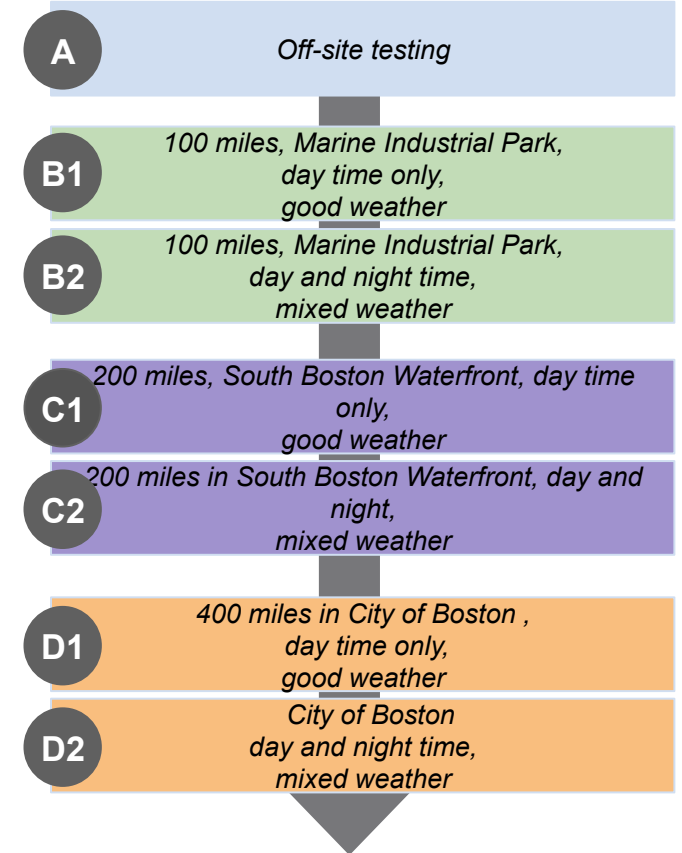 A
Off-site testing
B1
100 miles, Marine Industrial Park,
day time only,
good weather
B2
100 miles, Marine Industrial Park,
day and night time,
mixed weather
C1
200 miles, South Boston Waterfront, day time
only,
good weather
C2
200 miles in South Boston Waterfront, day and
night,
mixed weather
D1
400 miles in City of Boston ,
day time only,
good weather
D2
City of Boston
day and night time,
mixed weather